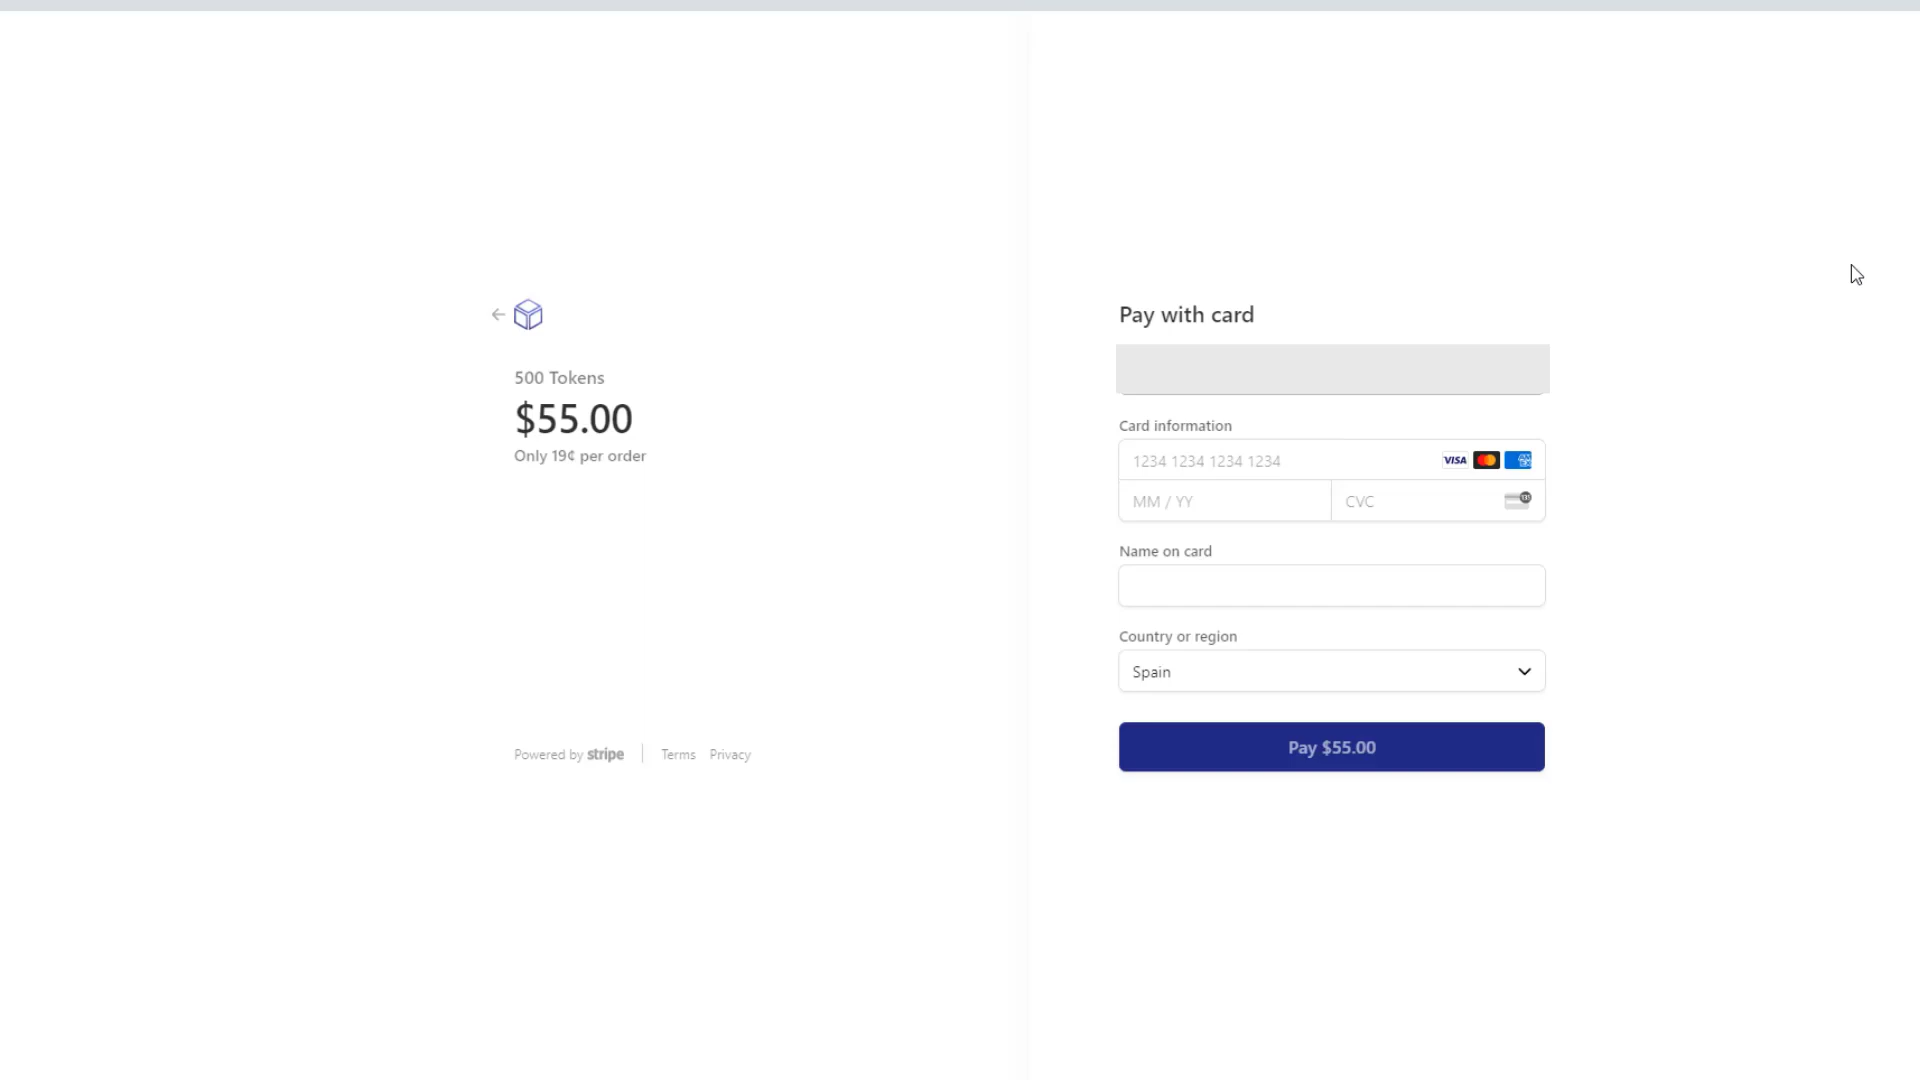 500 Tokens
$55.00
Only 19¢ per order
Powered by stripe
Terms Privacy
Pay with card
Card information
1234 1234 1234 1234 VISA
MM / YY CVC
Name on card
Country or region
Spain
Pay $55.00